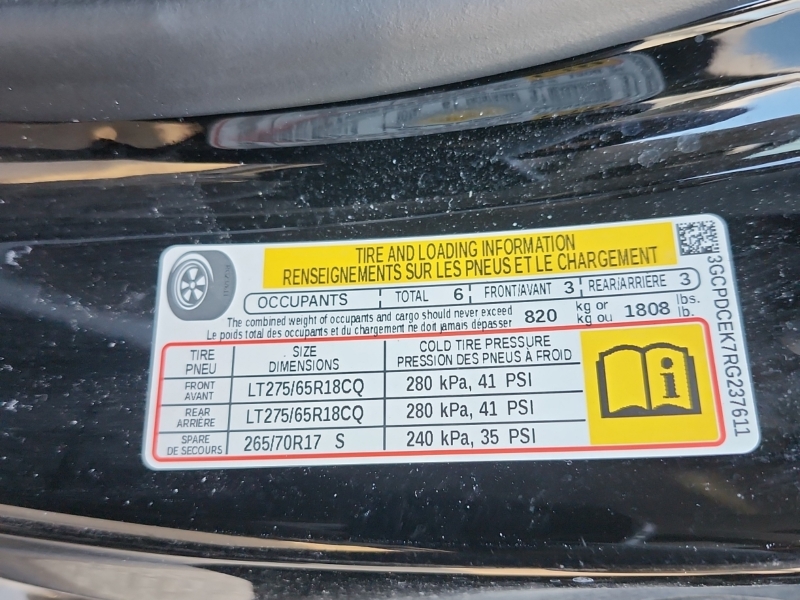 TIRE AND LOADING INFORMATION
RENSEIGNEMENTS SUR LES PNEUS ET LE CHARGEMENT
OCCUPANTS TOTAL 6 FRONT/AVANT 3 REAR/ARRIÈRE 3
The combined weight of occupants and cargo should never exceed 820 kg or 1808 lbs.
Le poids total des occupants et du chargement ne doit jamais dépasser kg ou lb.
TIRE PNEU SIZE DIMENSIONS COLD TIRE PRESSURE PRESSION DES PNEUS À FROID
FRONT AVANT LT275/65R18CQ 280 kPa, 41 PSI
REAR ARRIÈRE LT275/65R18CQ 280 kPa, 41 PSI
SPARE DE SECOURS 265/70R17 S 240 kPa, 35 PSI
3GCPDCEK7RG237611